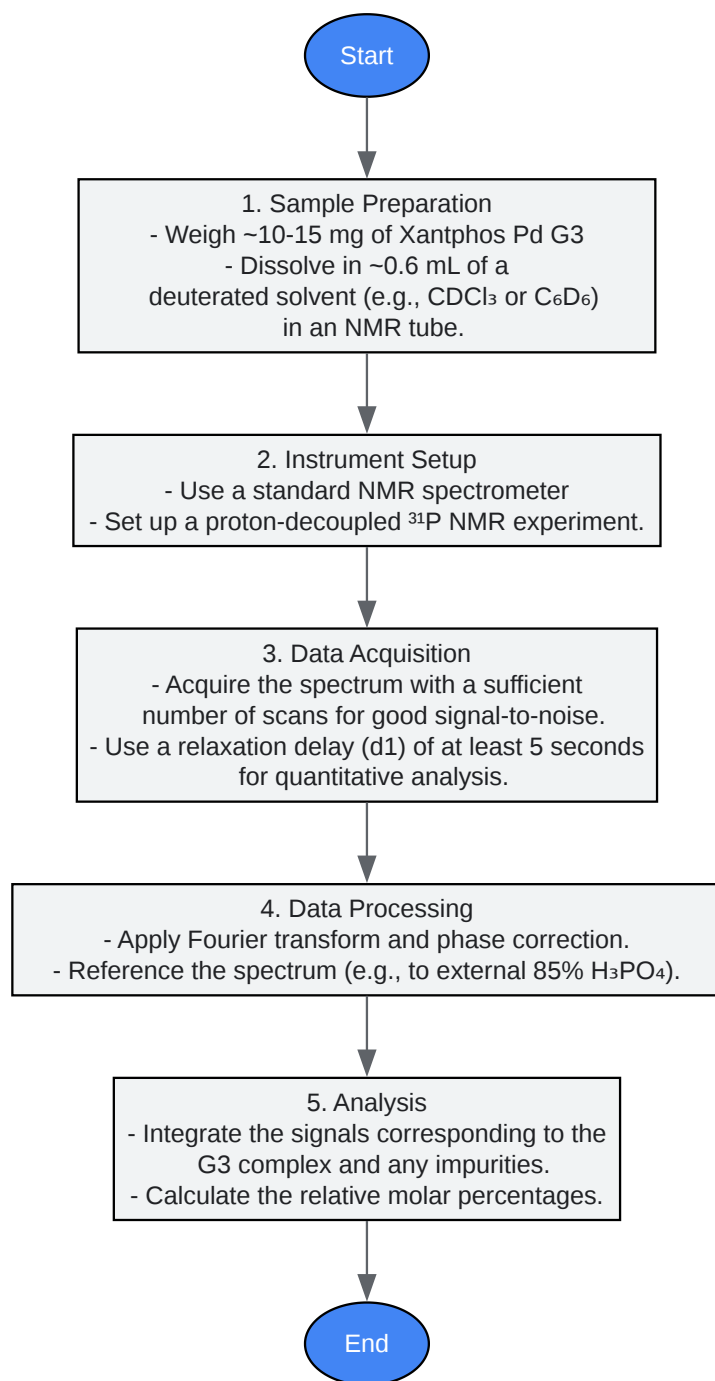 Start
1. Sample Preparation
- Weigh ~10-15 mg of Xantphos Pd G3
- Dissolve in ~0.6 mL of a
deuterated solvent (e.g., CDCl₃ or C₆D₆)
in an NMR tube.
2. Instrument Setup
- Use a standard NMR spectrometer
- Set up a proton-decoupled ³¹P NMR experiment.
3. Data Acquisition
- Acquire the spectrum with a sufficient
number of scans for good signal-to-noise.
- Use a relaxation delay (d1) of at least 5 seconds
for quantitative analysis.
4. Data Processing
- Apply Fourier transform and phase correction.
- Reference the spectrum (e.g., to external 85% H₃PO₄).
5. Analysis
- Integrate the signals corresponding to the
G3 complex and any impurities.
- Calculate the relative molar percentages.
End